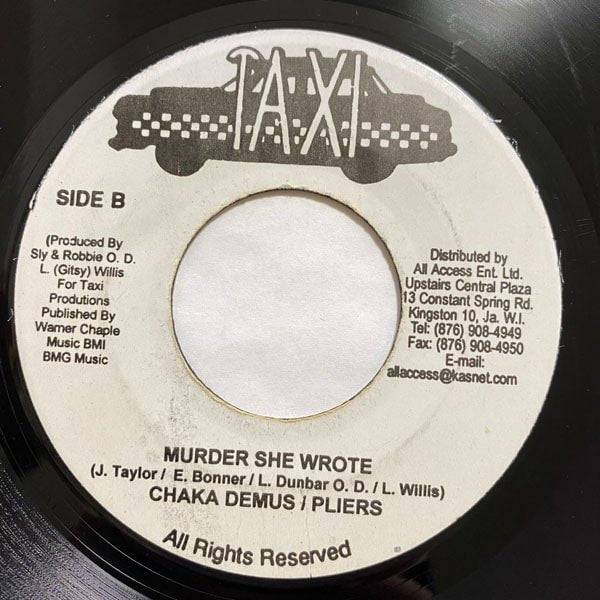 TAXI
SIDE B
(Produced By
Sly & Robbie O. D.
L. (Gitsy) Willis
For Taxi
Produtions
Published By
Warner Chaple
Music BMI
BMG Music
Distributed by
All Access Ent. Ltd.
Upstairs Central Plaza
13 Constant Spring Rd.
Kingston 10, Ja. W.I.
Tel: (876) 908-4949
Fax: (876) 908-4950
E-mail:
allaccess@kasnet.com
MURDER SHE WROTE
(J. Taylor/ E. Bonner/ L. Dunbar O. D./ L. Willis)
CHAKA DEMUS / PLIERS
All Rights Reserved